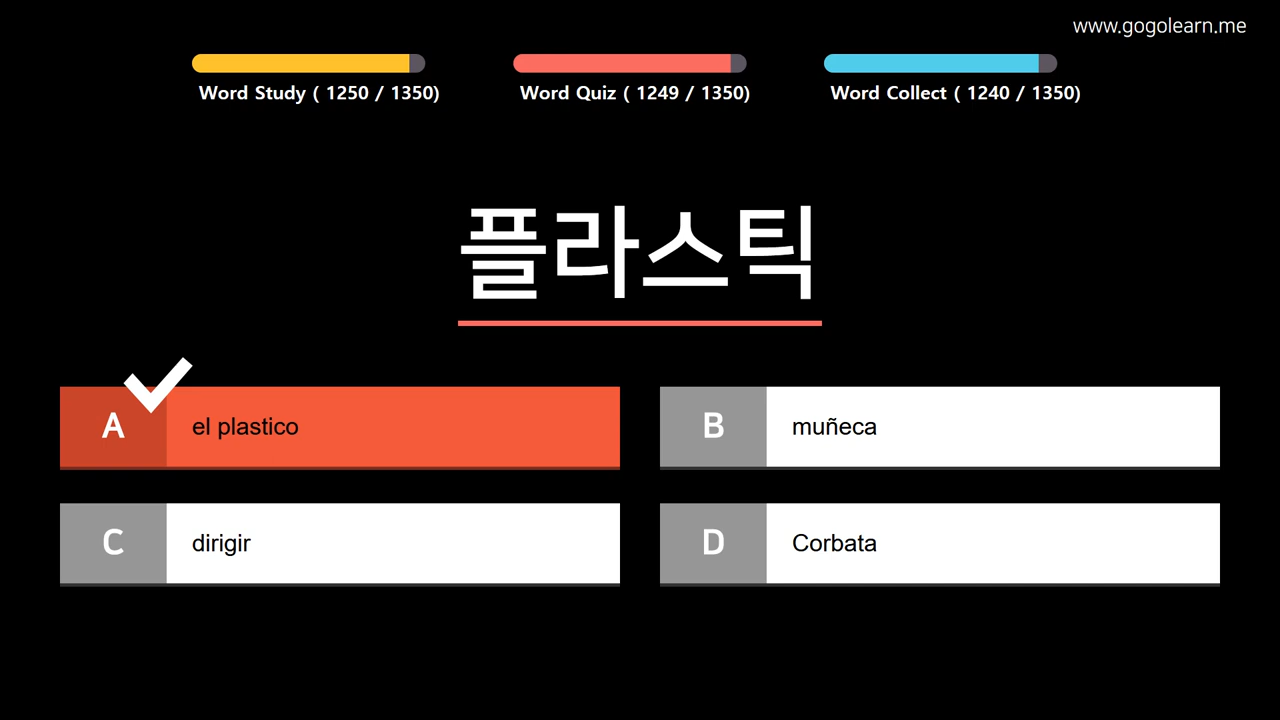 www.gogolearn.me
Word Study ( 1250 / 1350)
Word Quiz ( 1249 / 1350)
Word Collect ( 1240 / 1350)
플라스틱
A el plastico
B muñeca
C dirigir
D Corbata